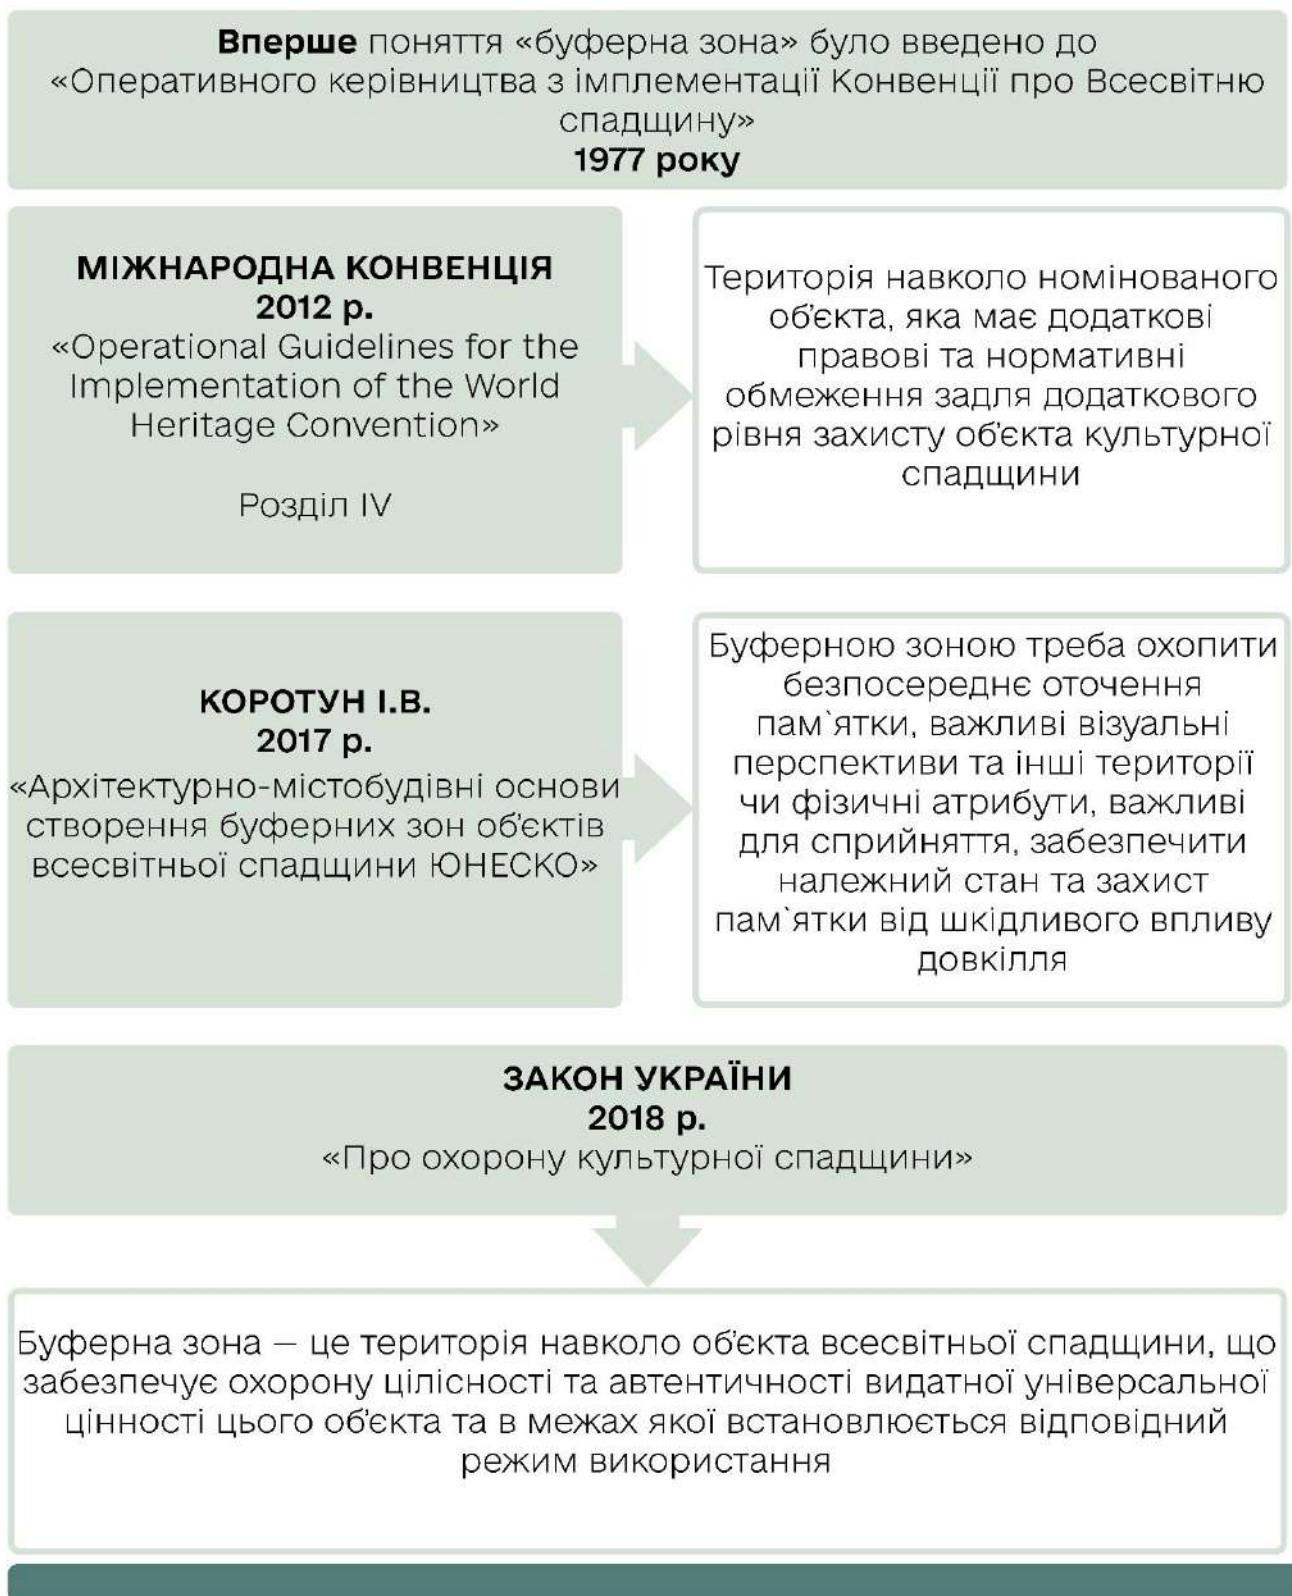 Вперше поняття «буферна зона» було введено до
«Оперативного керівництва з імплементації Конвенції про Всесвітню
спадщину»
1977 року
МІЖНАРОДНА КОНВЕНЦІЯ
2012 р.
«Operational Guidelines for the
Implementation of the World
Heritage Convention»
Розділ IV
Територія навколо номінованого
об'єкта, яка має додаткові
правові та нормативні
обмеження задля додаткового
рівня захисту об'єкта культурної
спадщини
КОРОТУН І.В.
2017 р.
«Архітектурно-містобудівні основи
створення буферних зон об'єктів
всесвітньої спадщини ЮНЕСКО»
Буферною зоною треба охопити
безпосереднє оточення
пам`ятки, важливі візуальні
перспективи та інші території
чи фізичні атрибути, важливі
для сприйняття, забезпечити
належний стан та захист
пам`ятки від шкідливого впливу
довкілля
ЗАКОН УКРАЇНИ
2018 р.
«Про охорону культурної спадщини»
Буферна зона — це територія навколо об'єкта всесвітньої спадщини, що
забезпечує охорону цілісності та автентичності видатної універсальної
цінності цього об'єкта та в межах якої встановлюється відповідний
режим використання